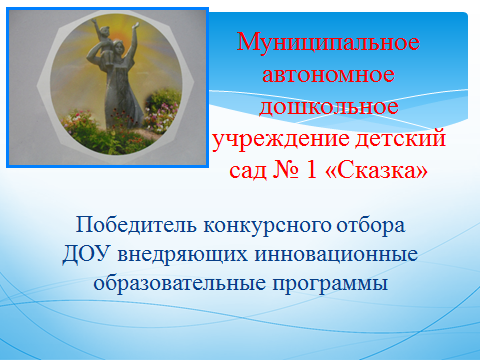 Муниципальное
автономное
дошкольное
учреждение детский
сад № 1 «Сказка»
Победитель конкурсного отбора
ДОУ внедряющих инновационные
образовательные программы